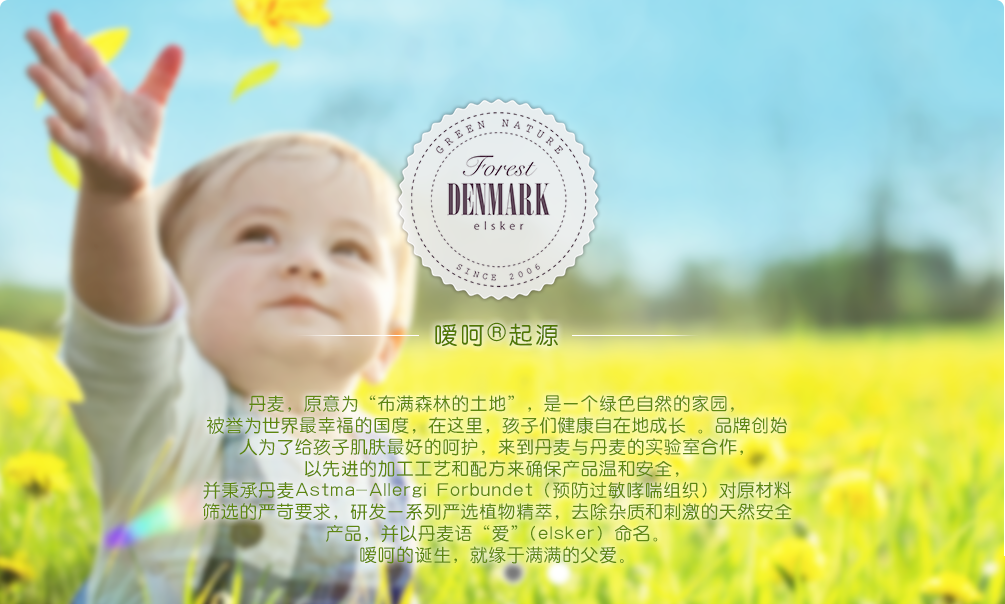 GREEN NATURE
Forest
DENMARK
elsker
SINCE 2006
嗳呵®起源
丹麦，原意为“布满森林的土地”，是一个绿色自然的家园，
被誉为世界最幸福的国度，在这里，孩子们健康自在地成长 。品牌创始
人为了给孩子肌肤最好的呵护，来到丹麦与丹麦的实验室合作，
以先进的加工工艺和配方来确保产品温和安全，
并秉承丹麦Astma-Allergi Forbundet（预防过敏哮喘组织）对原材料
筛选的严苛要求，研发一系列严选植物精萃，去除杂质和刺激的天然安全
产品，并以丹麦语“爱”（elsker）命名。
嗳呵的诞生，就缘于满满的父爱。